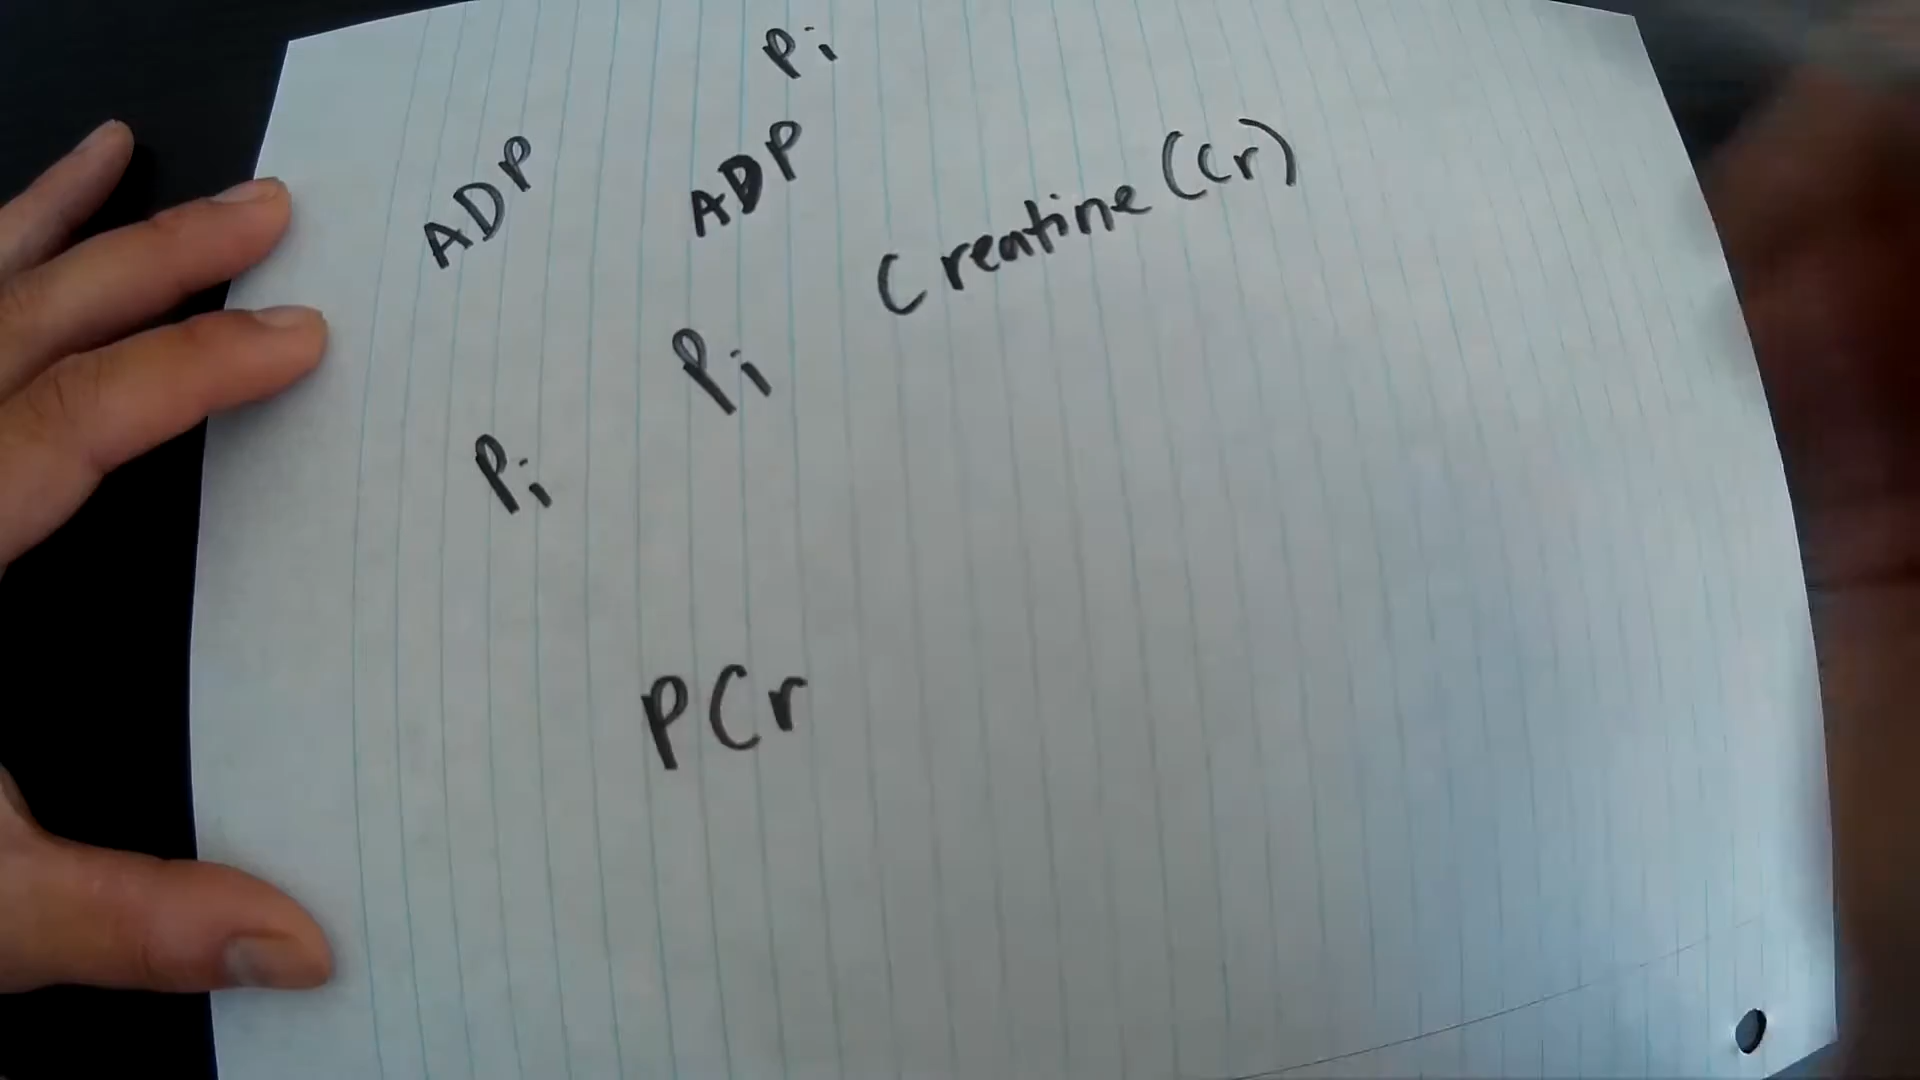 Pi
ADP
ADP
Creatine (Cr)
Pi
Pi
PCr